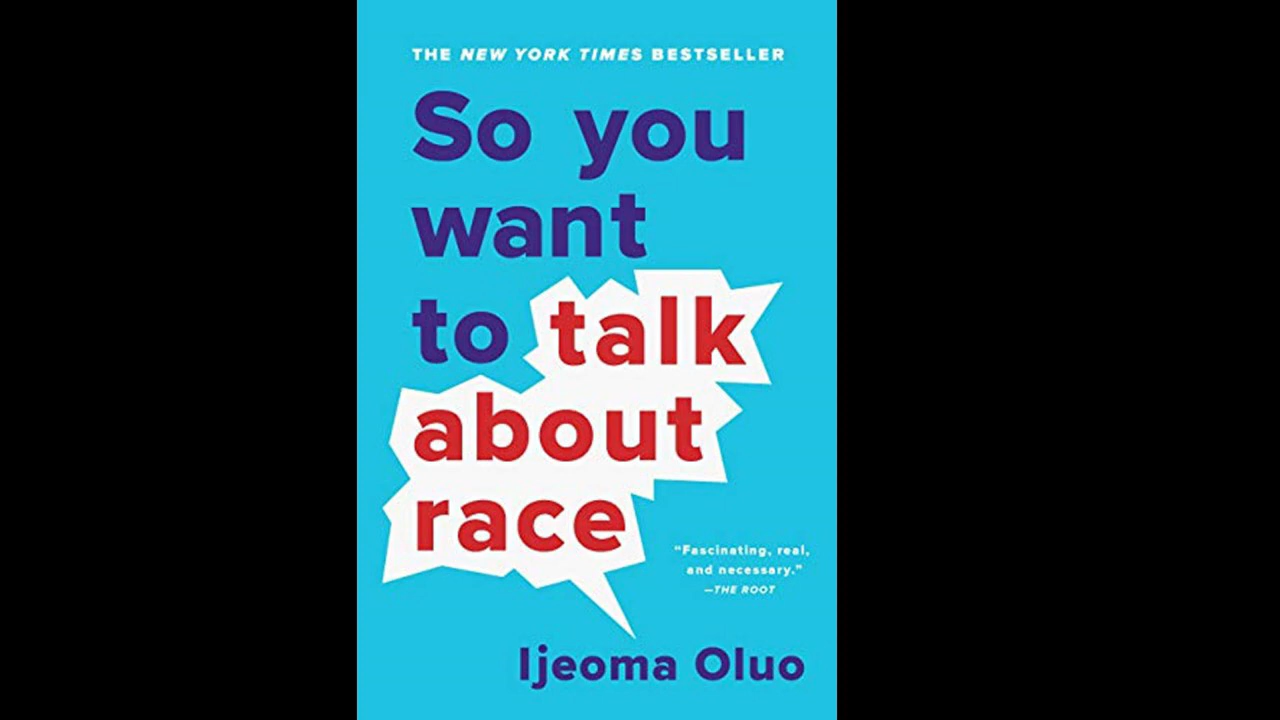 THE NEW YORK TIMES BESTSELLER
So you
want
to talk
about
race
“Fascinating, real,
and necessary.”
—THE ROOT
Ijeoma Oluo